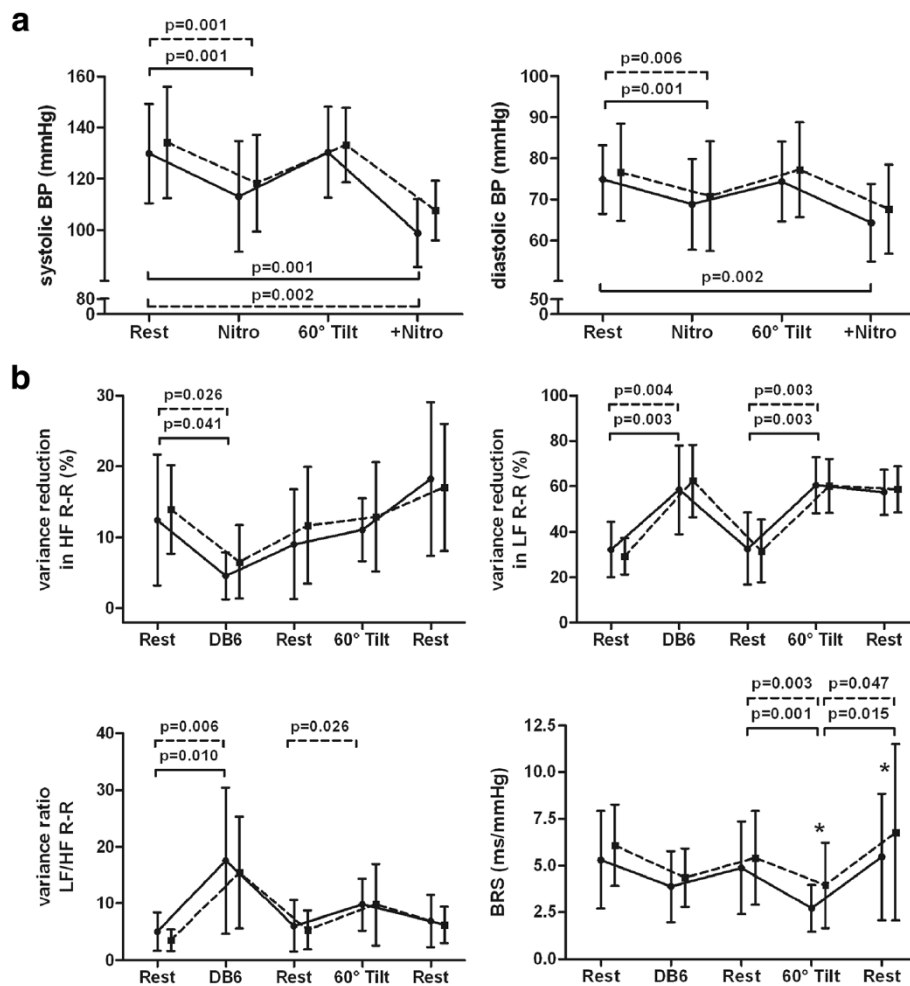 a
p=0.001
p=0.001
systolic BP (mmHg)
160
140
120
100
80
0
p=0.001
p=0.002
Rest Nitro 60° Tilt +Nitro
p=0.006
p=0.001
diastolic BP (mmHg)
100
90
80
70
60
50
0
p=0.002
Rest Nitro 60° Tilt +Nitro
b
p=0.026
p=0.041
variance reduction
in HF R-R (%)
30
20
10
0
Rest DB6 Rest 60° Tilt Rest
p=0.004 p=0.003
p=0.003 p=0.003
variance reduction
in LF R-R (%)
100
80
60
40
20
0
Rest DB6 Rest 60° Tilt Rest
p=0.006 p=0.026
p=0.010
variance ratio
LF/HF R-R
40
30
20
10
0
Rest DB6 Rest 60° Tilt Rest
p=0.003 p=0.047
p=0.001 p=0.015
BRS (ms/mmHg)
12.5
10.0
7.5
5.0
2.5
0.0
* *
Rest DB6 Rest 60° Tilt Rest